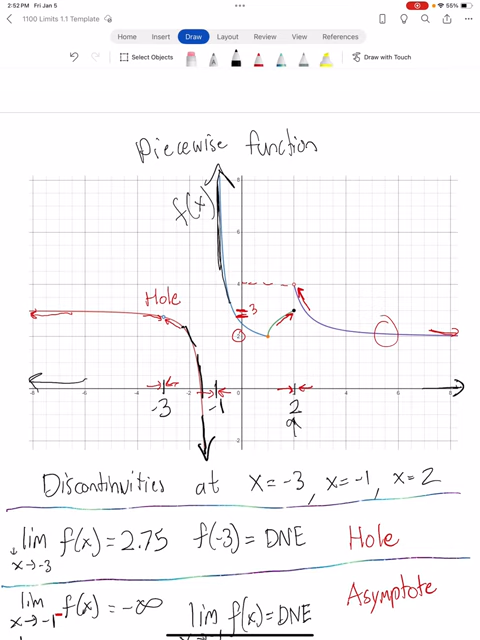 2:52 PM Fri Jan 5
55%
1100 Limits 1.1 Template
Home Insert Draw Layout Review View References
Select Objects
Draw with Touch
Piecewise function
f(x)
Hole
3
2
-3
-1
2
Discontinuities at x=-3, x=-1, x=2
lim f(x)=2.75 f(-3)=DNE Hole
x→-3
Asymptote
lim f(x)=-∞ lim f(x)=DNE
x→-1-